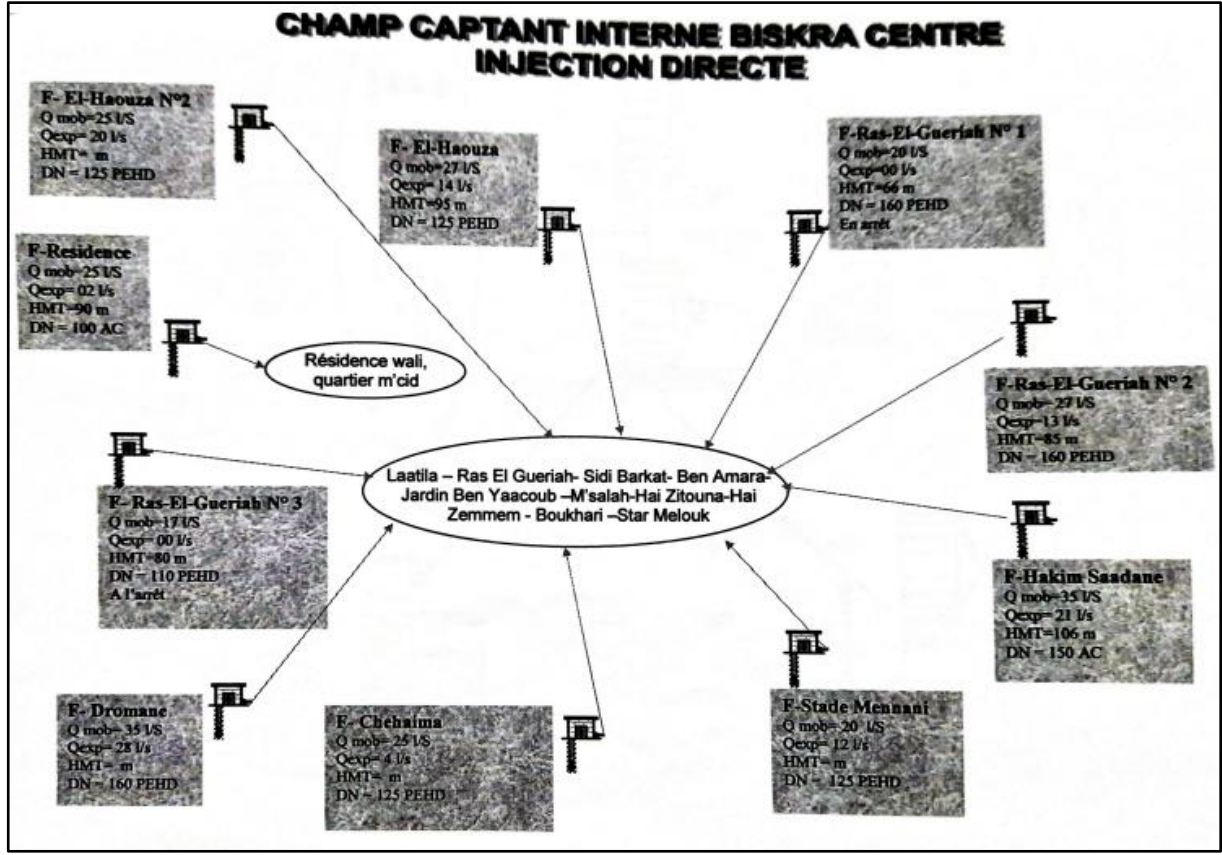 CHAMP CAPTANT INTERNE BISKRA CENTRE
INJECTION DIRECTE
F- El-Haouza N°2
Q mob=25 l/S
Qexp= 20 l/s
HMT= m
DN = 125 PEHD
F- El-Haouza
Q mob=27 l/S
Qexp= 14 l/s
HMT=95 m
DN = 125 PEHD
F-Ras-El-Gueriah N° 1
Q mob=20 l/S
Qexp=00 l/s
HMT=66 m
DN = 160 PEHD
En arrêt
F-Residence
Q mob=25 l/S
Qexp= 02 l/s
HMT=90 m
DN = 100 AC
Résidence wali,
quartier m'cid
F-Ras-El-Gueriah N° 2
Q mob= 27 l/S
Qexp=13 l/s
HMT=85 m
DN = 160 PEHD
Laatila – Ras El Gueriah- Sidi Barkat- Ben Amara-
Jardin Ben Yaacoub –M'salah-Hai Zitouna-Hai
Zemmem - Boukhari –Star Melouk
F- Ras-El-Gueriah N° 3
Q mob=17 l/S
Qexp= 00 l/s
HMT=80 m
DN = 110 PEHD
A l'arrêt
F-Hakim Saadane
Q mob=35 l/S
Qexp= 21 l/s
HMT=106 m
DN = 150 AC
F- Dromane
Q mob= 35 l/S
Qexp= 28 l/s
HMT= m
DN = 160 PEHD
F- Chehaima
Q mob= 25 l/S
Qexp= 4 l/s
HMT= m
DN = 125 PEHD
F-Stade Mennani
Q mob= 20 l/S
Qexp= 12 l/s
HMT= m
DN = 125 PEHD